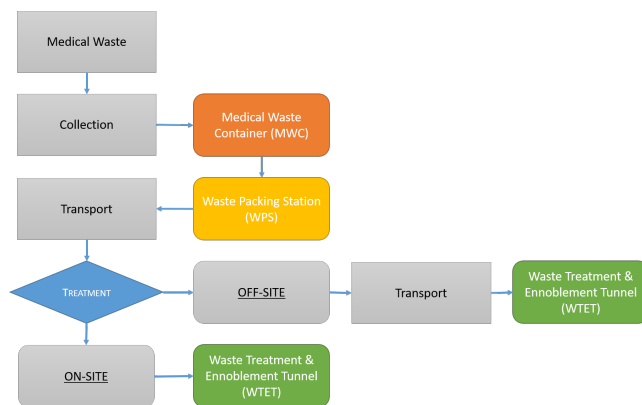 Medical Waste
Collection
Medical Waste
Container (MWC)
Transport
Waste Packing Station
(WPS)
TREATMENT
OFF-SITE
Transport
Waste Treatment &
Ennoblement Tunnel
(WTET)
ON-SITE
Waste Treatment &
Ennoblement Tunnel
(WTET)